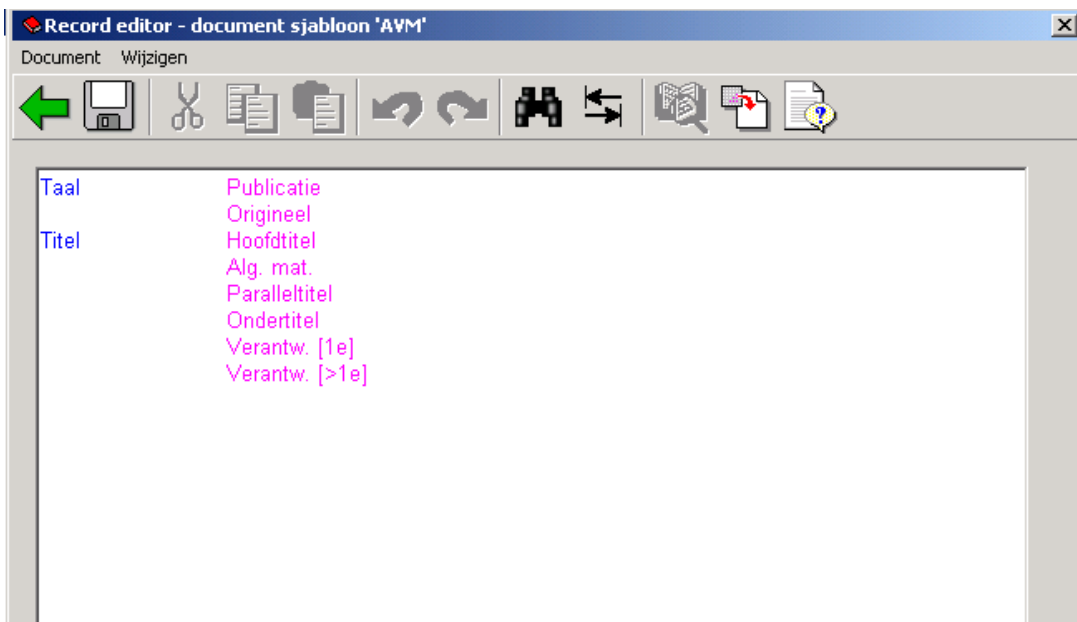 Record editor - document sjabloon 'AVM'
Document Wijzigen
Taal Publicatie
Origineel
Titel Hoofdtitel
Alg. mat.
Paralleltitel
Ondertitel
Verantw. [1e]
Verantw. [>1e]